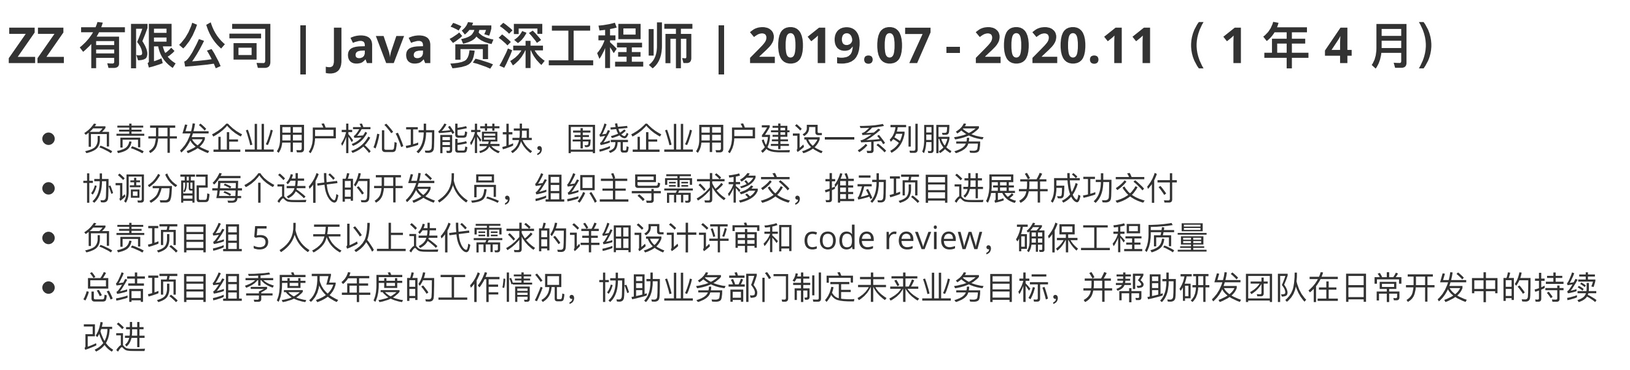 ZZ 有限公司 | Java 资深工程师 | 2019.07 - 2020.11（ 1 年 4 月）
• 负责开发企业用户核心功能模块，围绕企业用户建设一系列服务
• 协调分配每个迭代的开发人员，组织主导需求移交，推动项目进展并成功交付
• 负责项目组 5 人天以上迭代需求的详细设计评审和 code review，确保工程质量
• 总结项目组季度及年度的工作情况，协助业务部门制定未来业务目标，并帮助研发团队在日常开发中的持续
改进